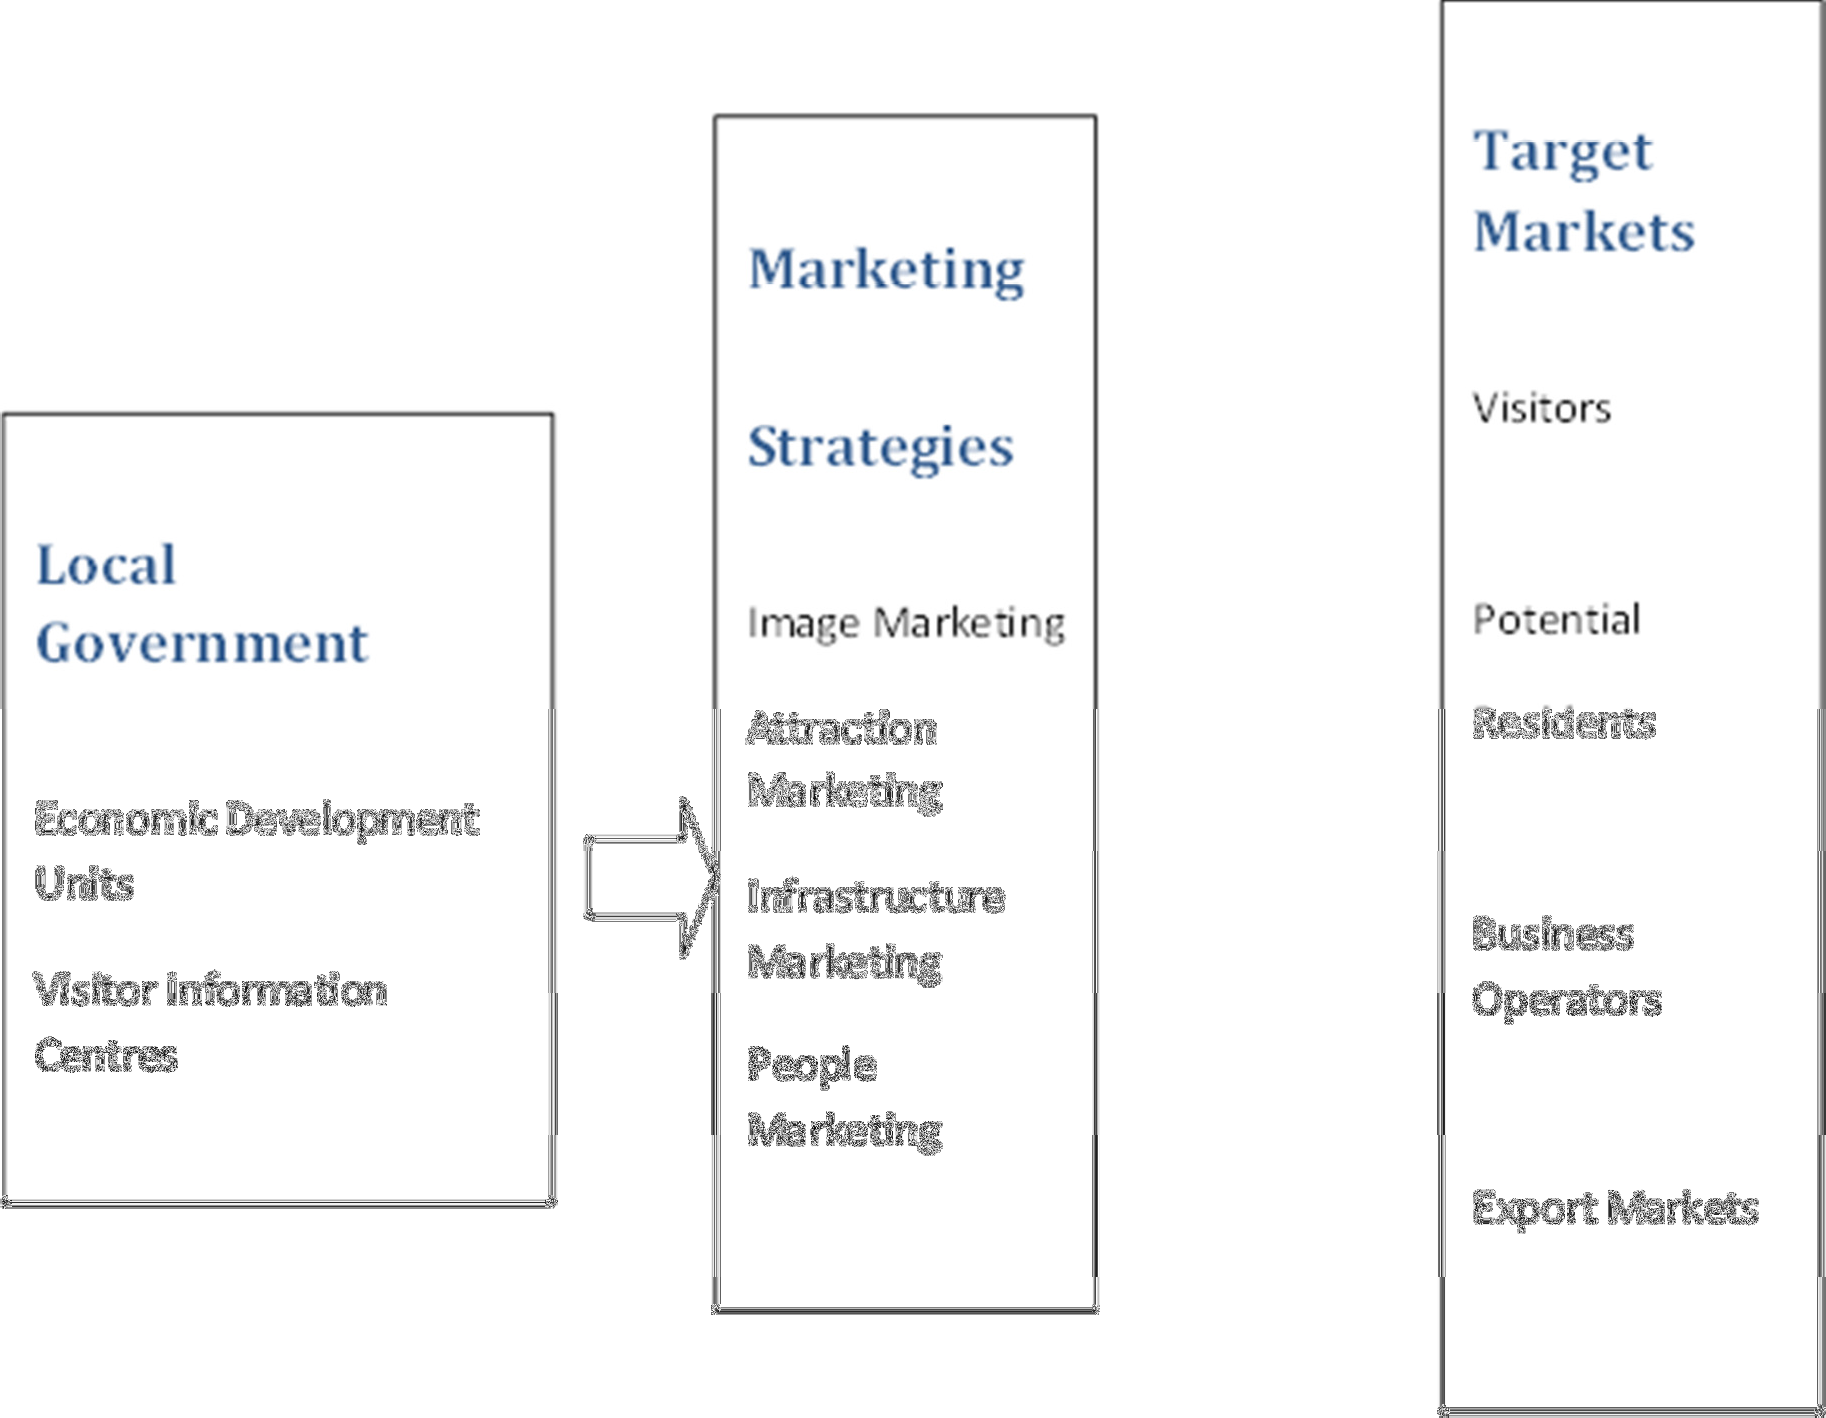 Local
Government
Economic Development
Units
Visitor Information
Centres
Marketing
Strategies
Image Marketing
Attraction
Marketing
Infrastructure
Marketing
People
Marketing
Target
Markets
Visitors
Potential
Residents
Business
Operators
Export Markets